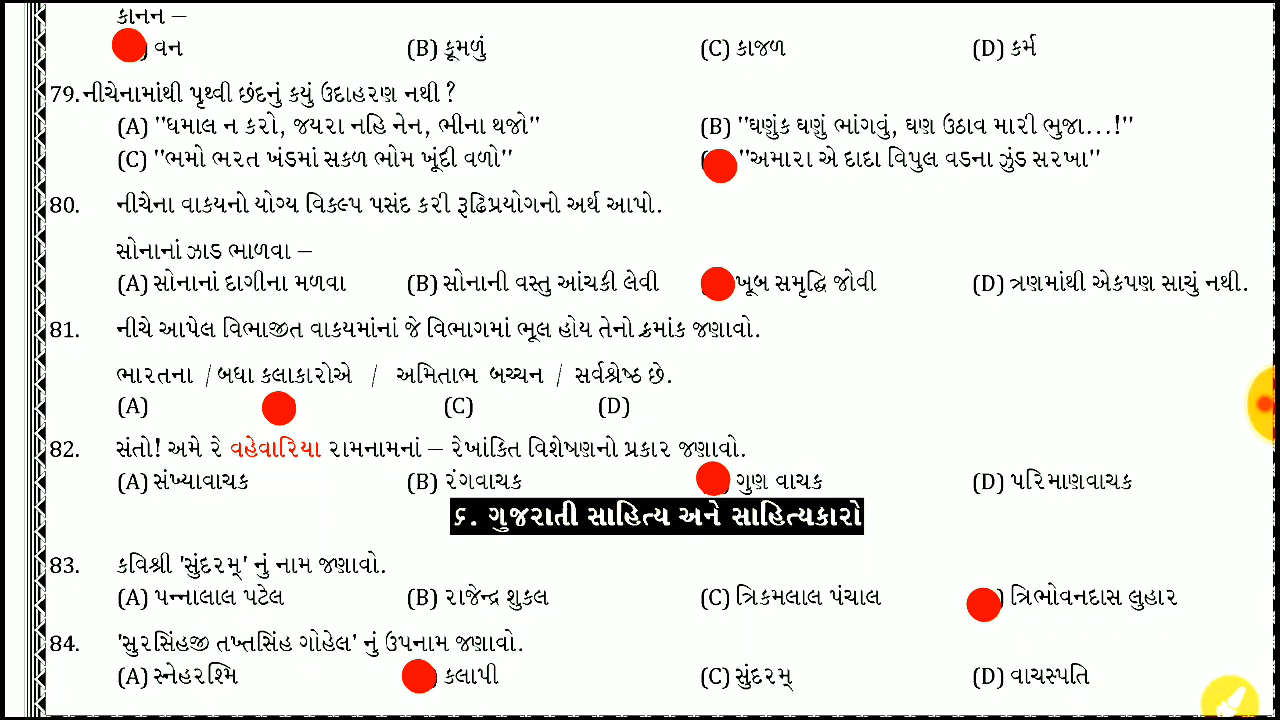 કાનન –
વન (B) કૂમળું (C) કાજળ (D) કર્મ
79.નીચેનામાંથી પૃથ્વી છંદનું કયું ઉદાહરણ નથી ?
(A) "ધમાલ ન કરો, જયરા નહિ નેન, ભીના થજો" (B) "ઘણુંક ઘણું ભાંગવું, ઘણ ઉઠાવ મારી ભુજા...!"
(C) "ભમો ભરત ખંડમાં સકળ ભોમ ખૂંદી વળો" "અમારા એ દાદા વિપુલ વડના ઝુંડ સરખા"
80. નીચેના વાક્યનો યોગ્ય વિકલ્પ પસંદ કરી રૂઢિપ્રયોગનો અર્થ આપો.
સોનાનાં ઝાડ ભાળવા –
(A) સોનાનાં દાગીના મળવા (B) સોનાની વસ્તુ આંચકી લેવી ખૂબ સમૃદ્ધિ જોવી (D) ત્રણમાંથી એકપણ સાચું નથી.
81. નીચે આપેલ વિભાજીત વાક્યમાંનાં જે વિભાગમાં ભૂલ હોય તેનો ક્રમાંક જણાવો.
ભારતના / બધા કલાકારોએ / અમિતાભ બચ્ચન / સર્વશ્રેષ્ઠ છે.
(A) (C) (D)
82. સંતો! અમે રે વહેવારિયા રામનામનાં – રેખાંકિત વિશેષણનો પ્રકાર જણાવો.
(A) સંખ્યાવાચક (B) રંગવાચક ગુણ વાચક (D) પરિમાણવાચક
૬. ગુજરાતી સાહિત્ય અને સાહિત્યકારો
83. કવિશ્રી 'સુંદરમ્' નું નામ જણાવો.
(A) પન્નાલાલ પટેલ (B) રાજેન્દ્ર શુકલ (C) ત્રિકમલાલ પંચાલ ) ત્રિભોવનદાસ લુહાર
84. 'સુરસિંહજી તખ્તસિંહ ગોહેલ' નું ઉપનામ જણાવો.
(A) સ્નેહરશ્મિ કલાપી (C) સુંદરમ્ (D) વાચસ્પતિ